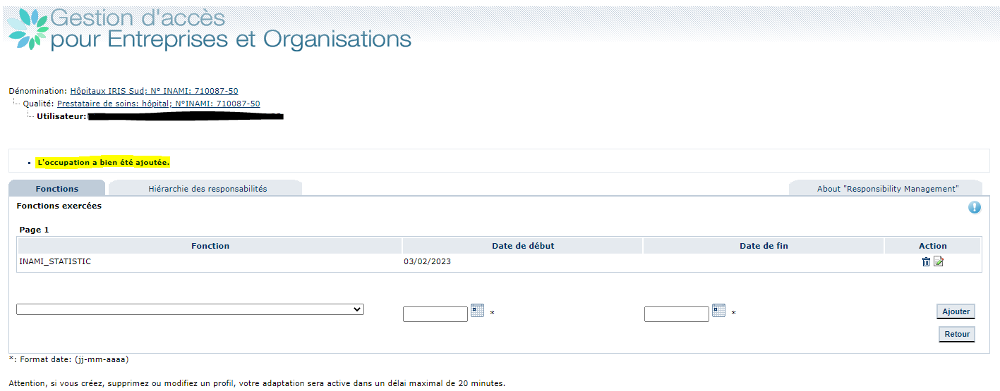 Gestion d'accès
pour Entreprises et Organisations
Dénomination: Hôpitaux IRIS Sud; N° INAMI: 710087-50
Qualité: Prestataire de soins: hôpital; N°INAMI: 710087-50
Utilisateur:
L'occupation a bien été ajoutée.
Fonctions Hiérarchie des responsabilités About "Responsibility Management"
Fonctions exercées
Page 1
Fonction Date de début Date de fin Action
INAMI_STATISTIC 03/02/2023
* * Ajouter
Retour
*: Format date: (jj-mm-aaaa)
Attention, si vous créez, supprimez ou modifiez un profil, votre adaptation sera active dans un délai maximal de 20 minutes.